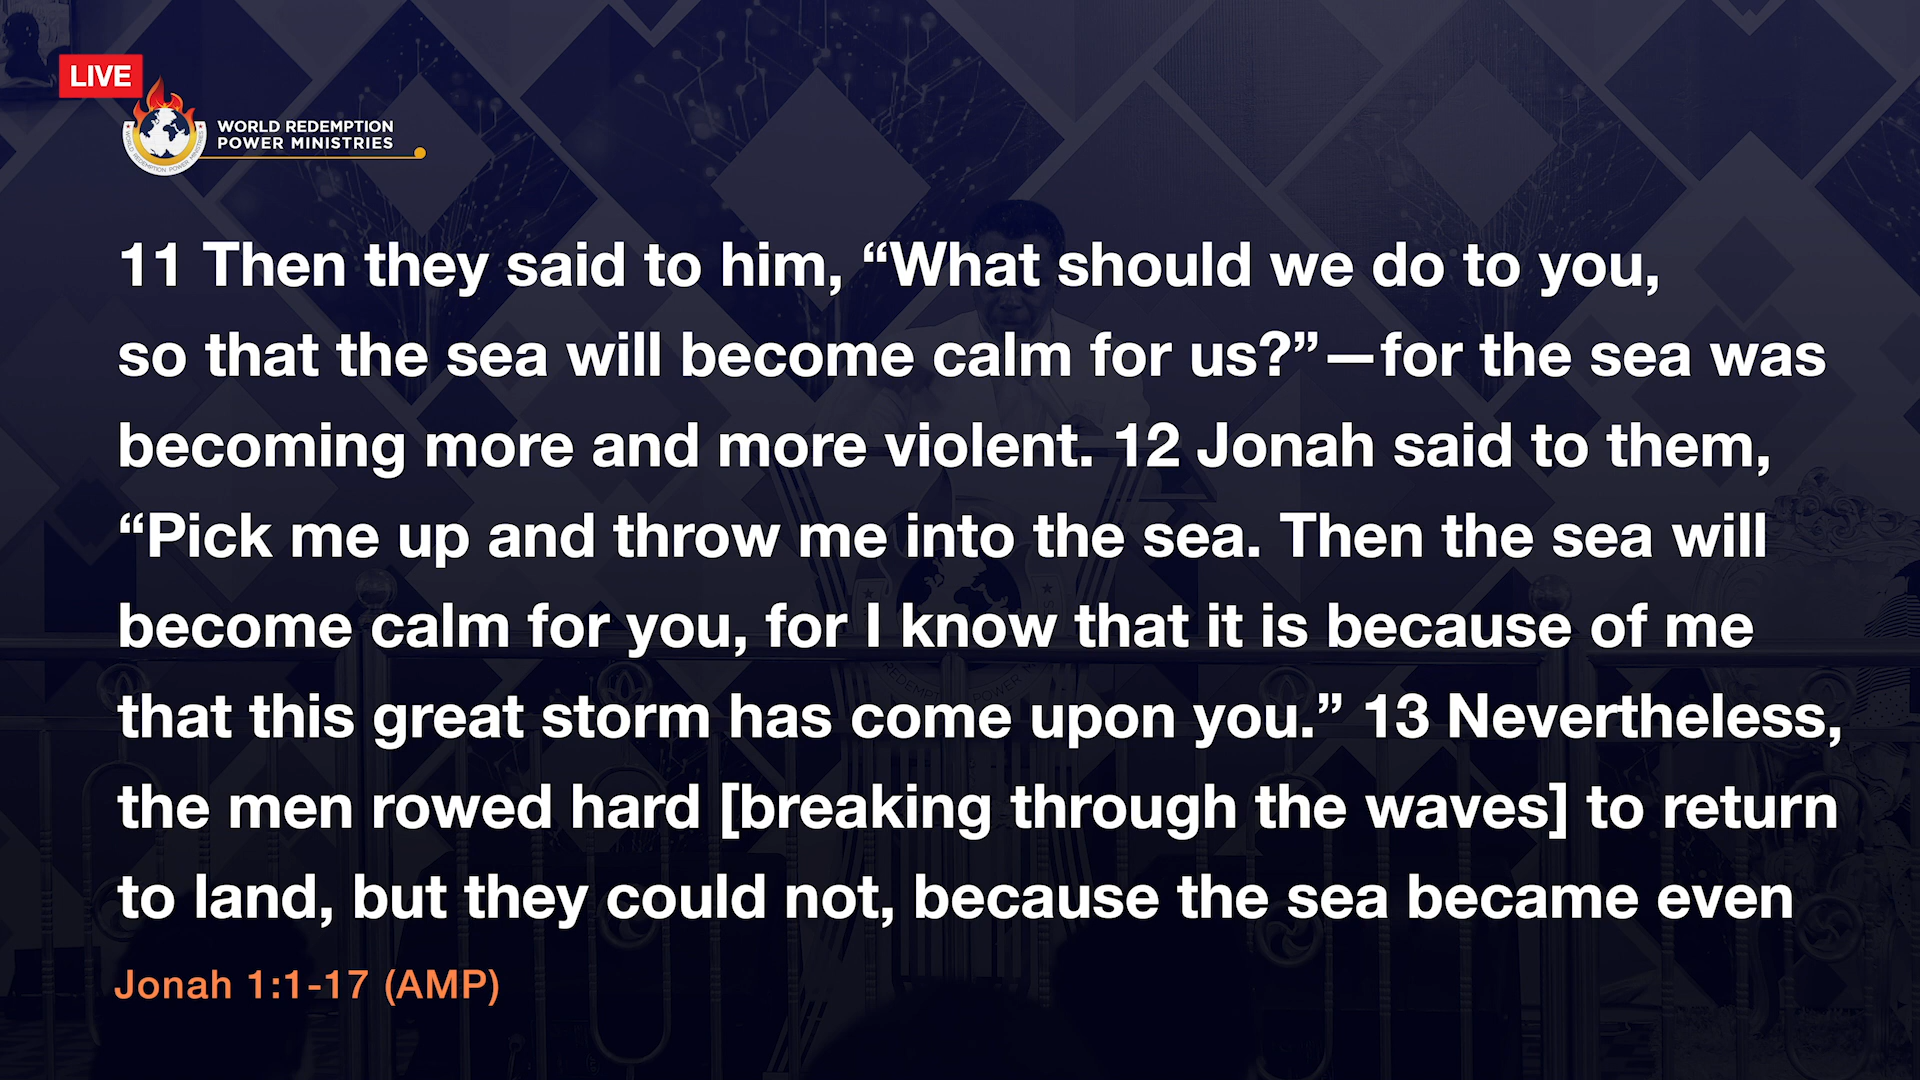 LIVE
WORLD REDEMPTION
POWER MINISTRIES
11 Then they said to him, “What should we do to you,
so that the sea will become calm for us?”—for the sea was
becoming more and more violent. 12 Jonah said to them,
“Pick me up and throw me into the sea. Then the sea will
become calm for you, for I know that it is because of me
that this great storm has come upon you.” 13 Nevertheless,
the men rowed hard [breaking through the waves] to return
to land, but they could not, because the sea became even
Jonah 1:1-17 (AMP)